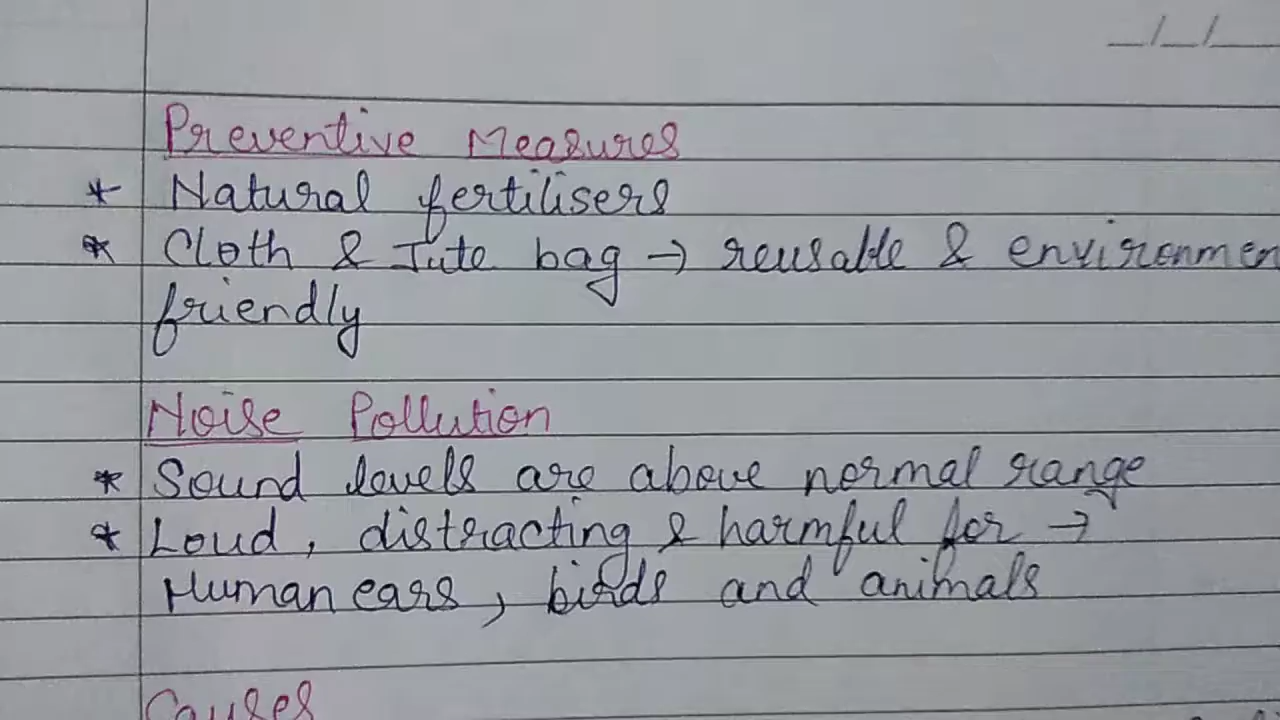 Preventive Measures
* Natural fertilisers
* Cloth & Jute bag → reusable & environmen
friendly
Noise Pollution
* Sound levels are above normal range
* Loud, distracting & harmful for →
Human ears, birds and animals
Causes